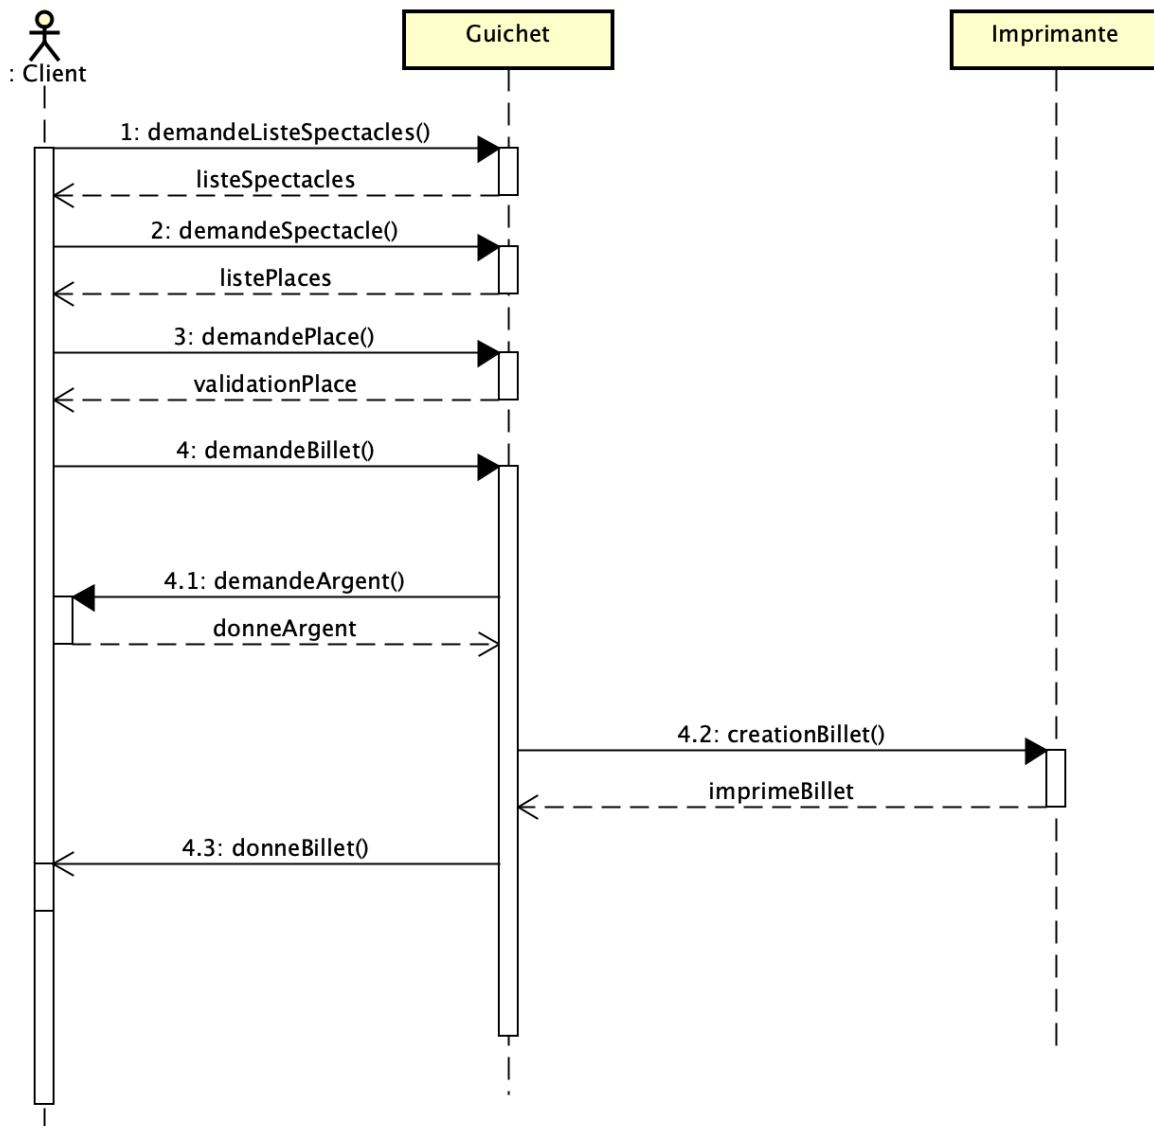 Guichet
Imprimante
: Client
1: demandeListeSpectacles()
listeSpectacles
2: demandeSpectacle()
listePlaces
3: demandePlace()
validationPlace
4: demandeBillet()
4.1: demandeArgent()
donneArgent
4.2: creationBillet()
imprimeBillet
4.3: donneBillet()